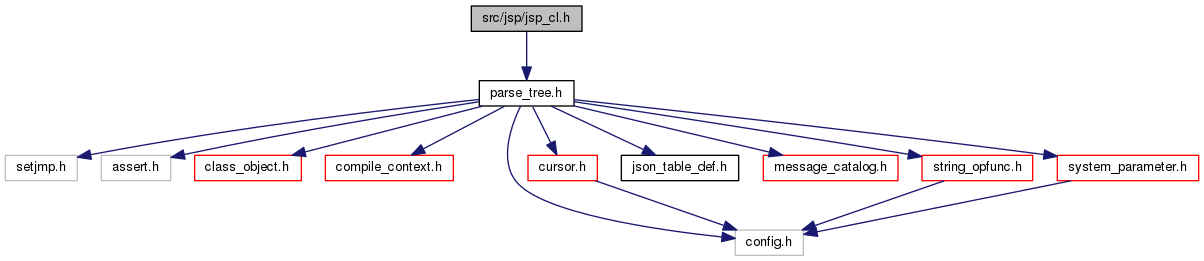 src/jsp/jsp_cl.h
parse_tree.h
setjmp.h
assert.h
class_object.h
compile_context.h
cursor.h
json_table_def.h
message_catalog.h
string_opfunc.h
system_parameter.h
config.h